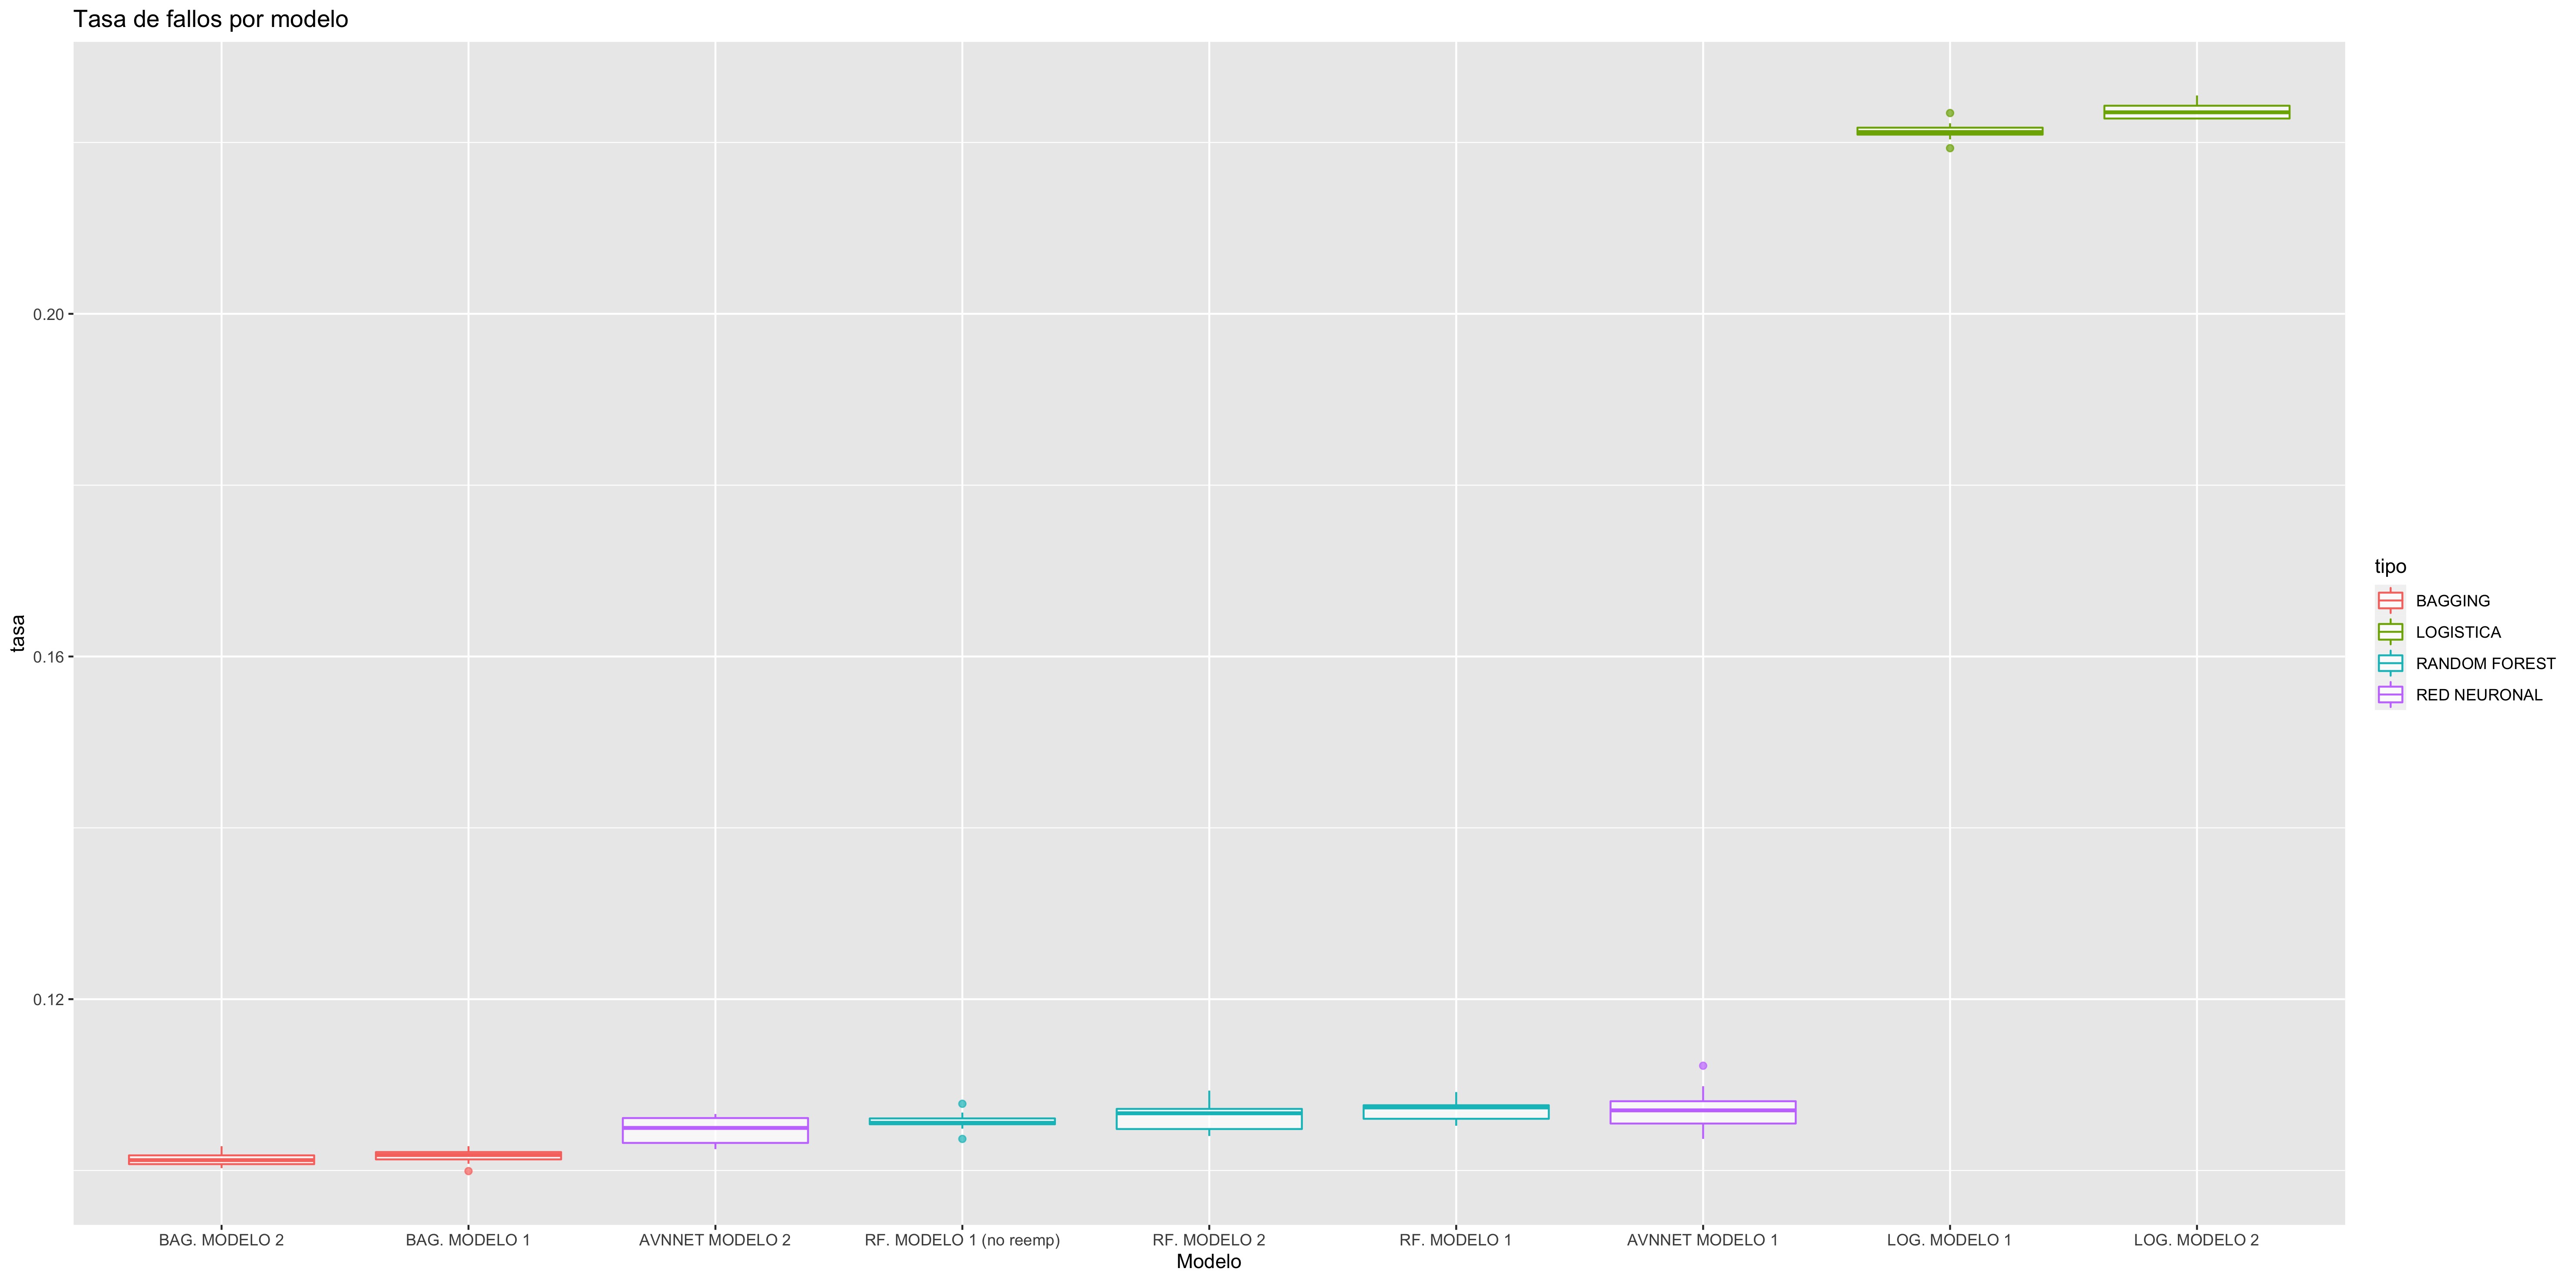 Tasa de fallos por modelo
tasa
0.20
0.16
0.12
BAG. MODELO 2
BAG. MODELO 1
AVNNET MODELO 2
RF. MODELO 1 (no reemp)
RF. MODELO 2
RF. MODELO 1
AVNNET MODELO 1
LOG. MODELO 1
LOG. MODELO 2
Modelo
tipo
BAGGING
LOGISTICA
RANDOM FOREST
RED NEURONAL